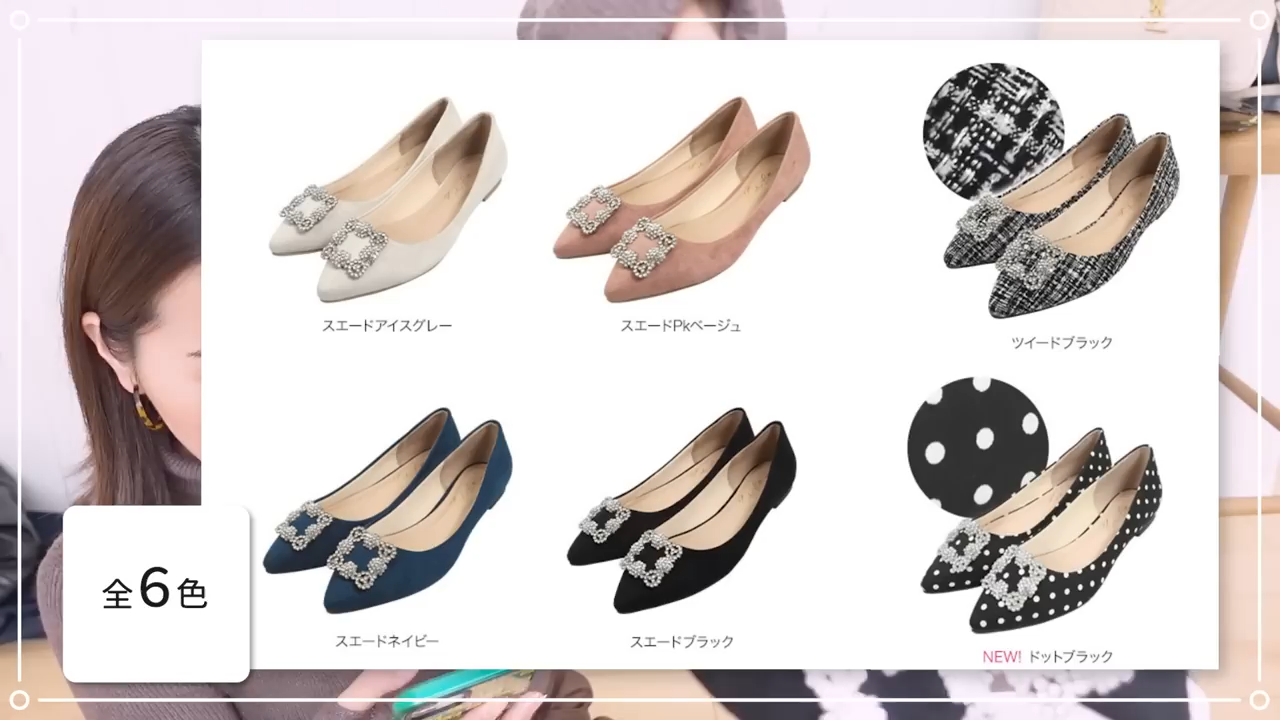 スエードアイスグレー
スエードPkベージュ
ツイードブラック
スエードネイビー
スエードブラック
NEW! ドットブラック
全6色